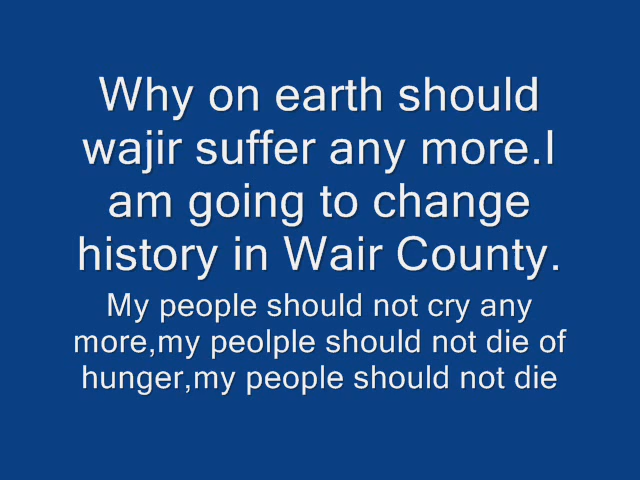 Why on earth should
wajir suffer any more.I
am going to change
history in Wair County.
My people should not cry any
more,my peolple should not die of
hunger,my people should not die